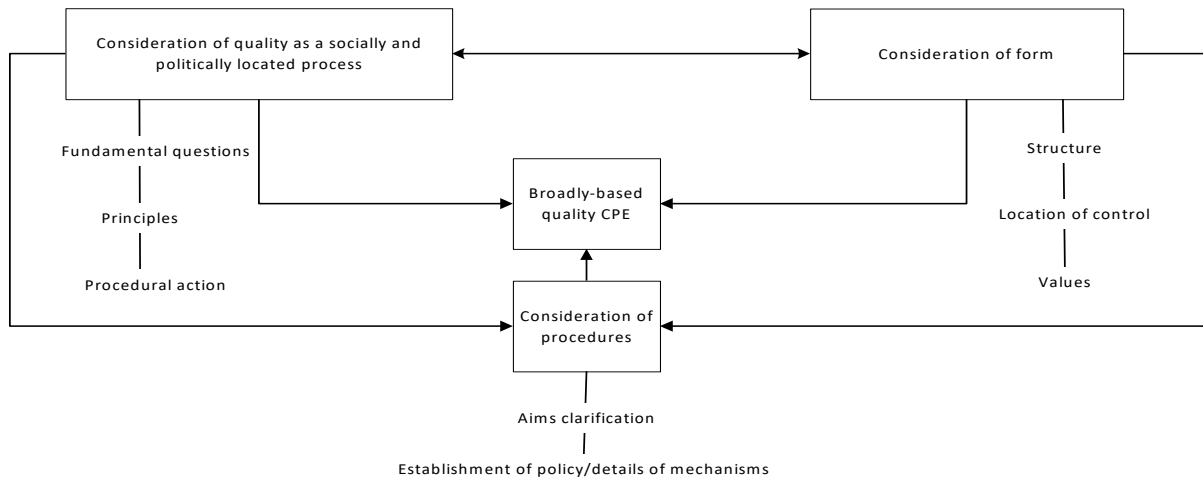 Consideration of quality as a socially and
politically located process
Consideration of form
Fundamental questions
Principles
Procedural action
Structure
Location of control
Values
Broadly-based
quality CPE
Consideration of
procedures
Aims clarification
Establishment of policy/details of mechanisms